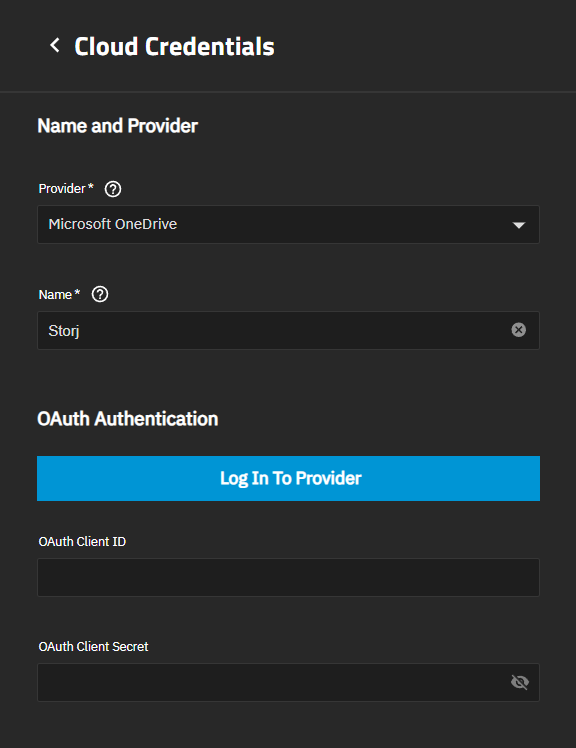 Cloud Credentials
Name and Provider
Provider *
Microsoft OneDrive
Name *
Storj
OAuth Authentication
Log In To Provider
OAuth Client ID
OAuth Client Secret